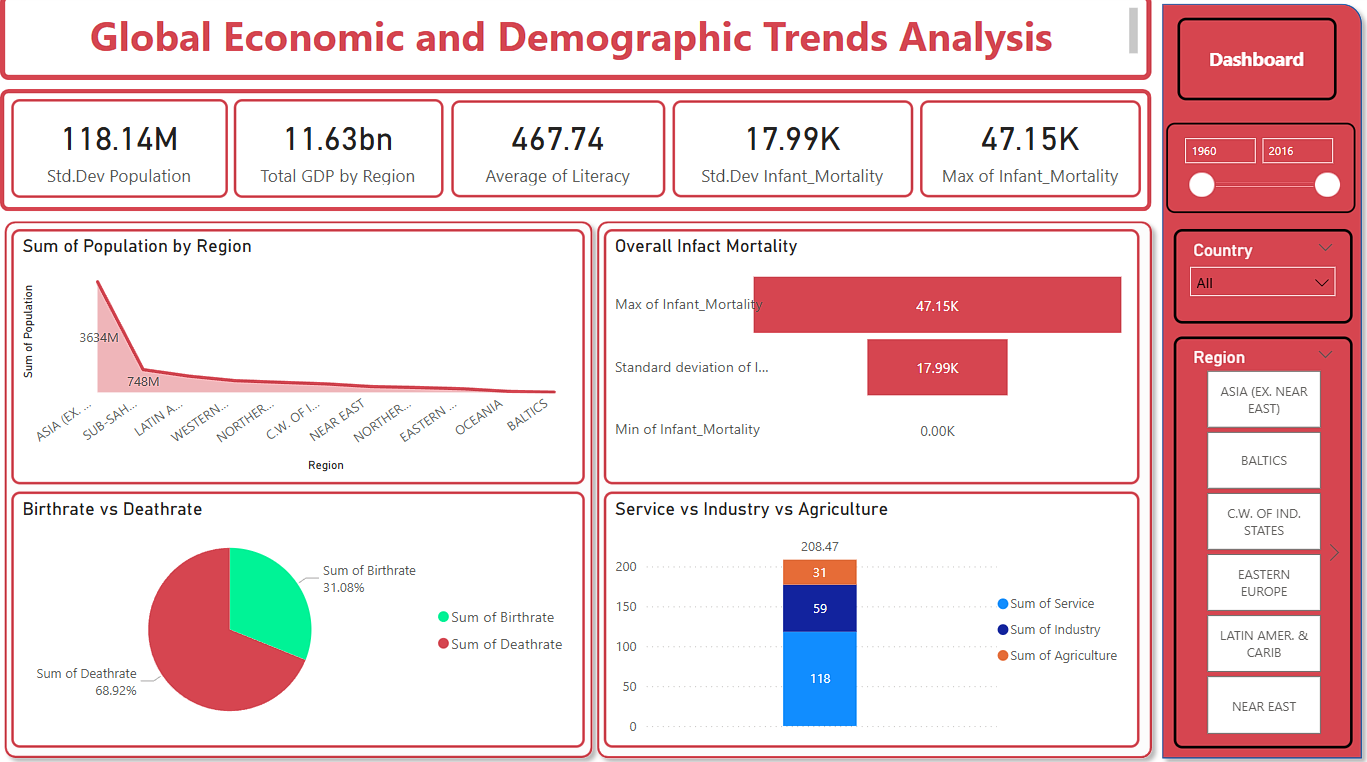 Global Economic and Demographic Trends Analysis
118.14M
Std.Dev Population
11.63bn
Total GDP by Region
467.74
Average of Literacy
17.99K
Std.Dev Infant_Mortality
47.15K
Max of Infant_Mortality
Sum of Population by Region
Sum of Population
3634M
748M
ASIA (EX. ...
SUB-SAH...
LATIN A...
WESTERN...
NORTHER...
C.W. OF I...
NEAR EAST
NORTHER...
EASTERN ...
OCEANIA
BALTICS
Region
Overall Infact Mortality
Max of Infant_Mortality
47.15K
Standard deviation of I...
17.99K
Min of Infant_Mortality
0.00K
Birthrate vs Deathrate
Sum of Birthrate
31.08%
Sum of Deathrate
68.92%
Sum of Birthrate
Sum of Deathrate
Service vs Industry vs Agriculture
208.47
200
150
100
50
0
31
59
118
Sum of Service
Sum of Industry
Sum of Agriculture
Dashboard
1960
2016
Country
All
Region
ASIA (EX. NEAR
EAST)
BALTICS
C.W. OF IND.
STATES
EASTERN
EUROPE
LATIN AMER. &
CARIB
NEAR EAST